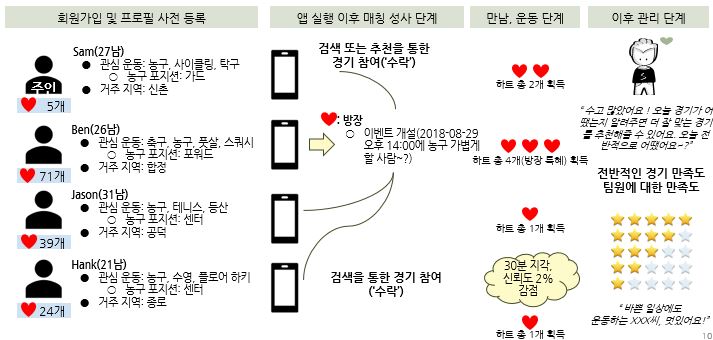 회원가입 및 프로필 사전 등록
앱 실행 이후 매칭 성사 단계
만남, 운동 단계
이후 관리 단계
Sam(27남)
● 관심 운동: 농구, 사이클링, 탁구
○ 농구 포지션: 가드
● 거주 지역: 신촌
주인
5개
Ben(26남)
● 관심 운동: 축구, 농구, 풋살, 스쿼시
○ 농구 포지션: 포워드
● 거주 지역: 합정
71개
Jason(31남)
● 관심 운동: 농구, 테니스, 등산
○ 농구 포지션: 센터
● 거주 지역: 공덕
39개
Hank(21남)
● 관심 운동: 농구, 수영, 플로어 하키
○ 농구 포지션: 센터
● 거주 지역: 종로
24개
검색 또는 추천을 통한
경기 참여('수락')
: 방장
○ 이벤트 개설(2018-08-29
오후 14:00에 농구 가볍게
할 사람~?)
검색을 통한 경기 참여
('수락')
하트 총 2개 획득
하트 총 4개(방장 특혜) 획득
하트 총 1개 획득
30분 지각,
신뢰도 2%
감점
하트 총 1개 획득
S
“수고 많았어요! 오늘 경기가 어
땠는지 알려주면 더 잘 맞는 경기
를 추천해줄 수 있어요. 오늘 전
반적으로 어땠어요~?”
전반적인 경기 만족도
팀원에 대한 만족도
“바쁜 일상에도
운동하는 XXX씨, 멋있어요!”
10